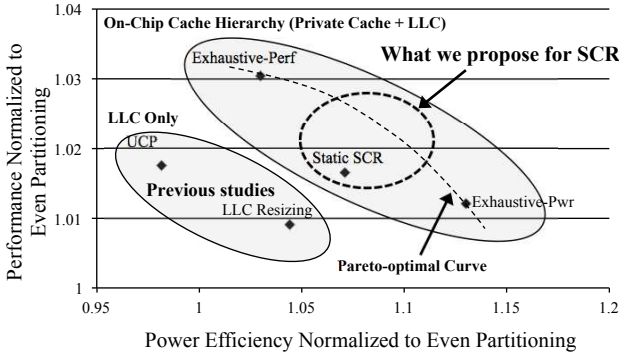 On-Chip Cache Hierarchy (Private Cache + LLC)
What we propose for SCR
Exhaustive-Perf
LLC Only
UCP
Static SCR
Previous studies
LLC Resizing
Exhaustive-Pwr
Pareto-optimal Curve
1.04
1.03
1.02
1.01
1
0.95
1
1.05
1.1
1.15
1.2
Performance Normalized to
Even Partitioning
Power Efficiency Normalized to Even Partitioning